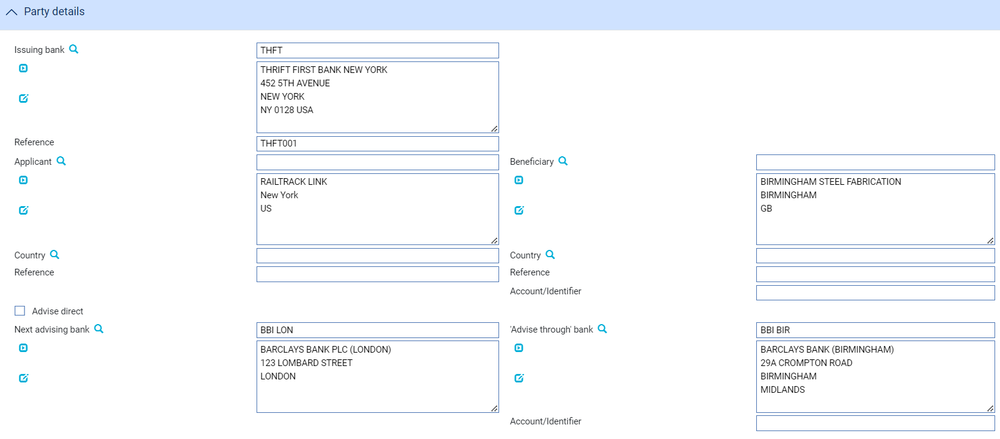 Party details
Issuing bank THFT
THRIFT FIRST BANK NEW YORK
452 5TH AVENUE
NEW YORK
NY 0128 USA
Reference THFT001
Applicant Beneficiary
RAILTRACK LINK
New York
US
BIRMINGHAM STEEL FABRICATION
BIRMINGHAM
GB
Country Country
Reference Reference
Account/Identifier
Advise direct
Next advising bank BBI LON
BARCLAYS BANK PLC (LONDON)
123 LOMBARD STREET
LONDON
'Advise through' bank BBI BIR
BARCLAYS BANK (BIRMINGHAM)
29A CROMPTON ROAD
BIRMINGHAM
MIDLANDS
Account/Identifier